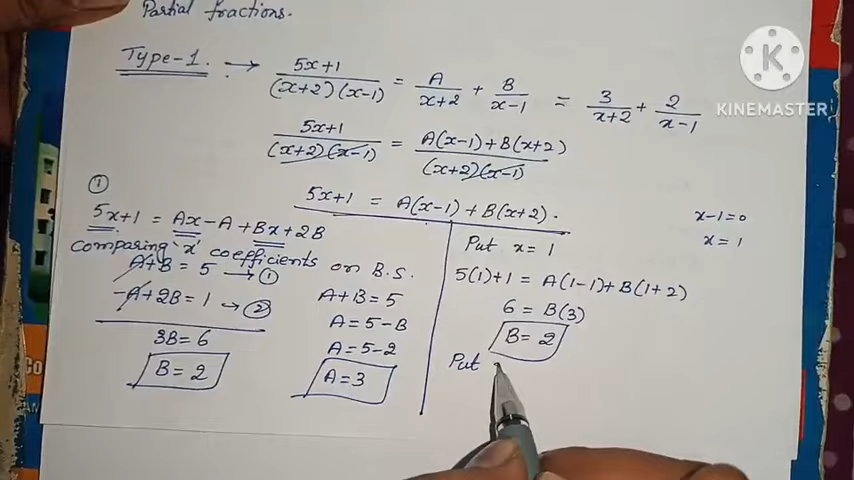 Partial fractions.
Type-1. → 5x+1/(x+2)(x-1) = A/x+2 + B/x-1 = 3/x+2 + 2/x-1
5x+1/(x+2)(x-1) = A(x-1)+B(x+2)/(x+2)(x-1)
5x+1 = A(x-1)+B(x+2).
①
5x+1 = Ax-A+Bx+2B
comparing 'x' coefficients on B.S.
A+B=5 → ①
-A+2B=1 → ②
3B=6
B=2
A+B=5
A=5-B
A=5-2
A=3
x-1=0
x=1
Put x=1
5(1)+1 = A(1-1)+B(1+2)
6 = B(3)
B=2
Put
K
KINEMASTER